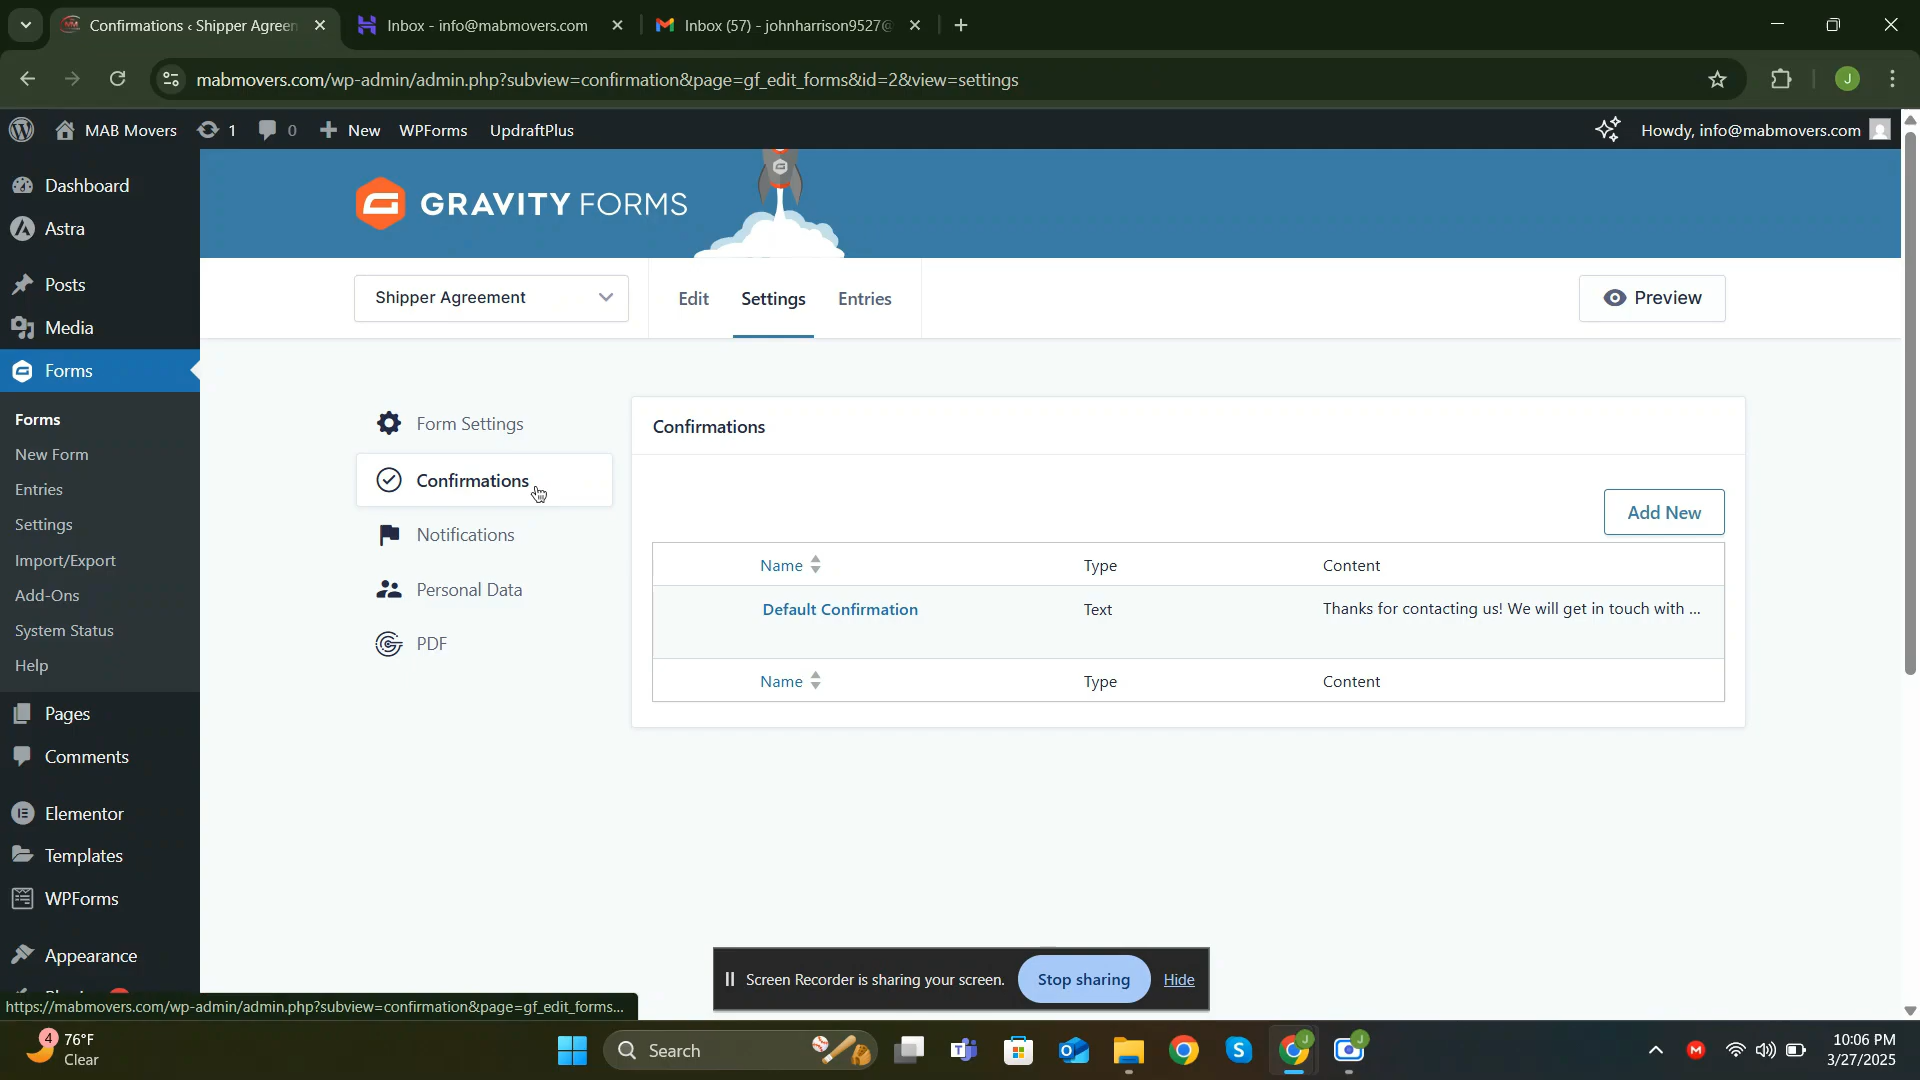 Confirmations ‹ Shipper Agreen
Inbox - info@mabmovers.com
Inbox (57) - johnharrison9527@
mabmovers.com/wp-admin/admin.php?subview=confirmation&page=gf_edit_forms&id=2&view=settings
J
MAB Movers
1
0
New
WPForms
UpdraftPlus
Howdy, info@mabmovers.com
Dashboard
Astra
Posts
Media
Forms
Forms
New Form
Entries
Settings
Import/Export
Add-Ons
System Status
Help
Pages
Comments
Elementor
Templates
WPForms
Appearance
GRAVITY FORMS
Shipper Agreement
Edit
Settings
Entries
Preview
Form Settings
Confirmations
Notifications
Personal Data
PDF
Confirmations
Add New
Name Type Content
Default Confirmation Text Thanks for contacting us! We will get in touch with ...
Name Type Content
Screen Recorder is sharing your screen. Stop sharing Hide
https://mabmovers.com/wp-admin/admin.php?subview=confirmation&page=gf_edit_forms...
4
76°F
Clear
Search
10:06 PM
3/27/2025